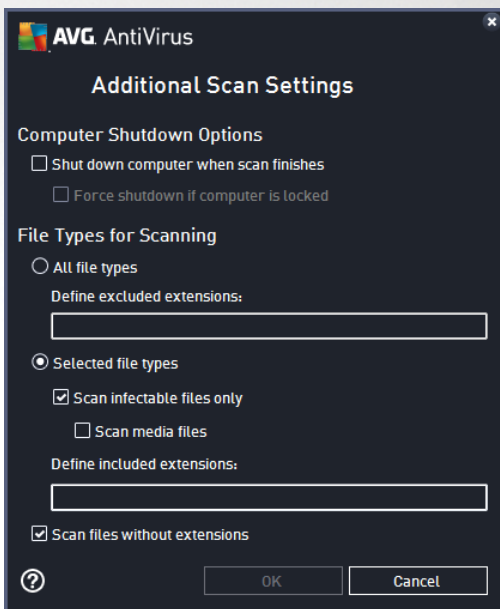 AVG. AntiVirus
Additional Scan Settings
Computer Shutdown Options
Shut down computer when scan finishes
Force shutdown if computer is locked
File Types for Scanning
All file types
Define excluded extensions:
Selected file types
Scan infectable files only
Scan media files
Define included extensions:
Scan files without extensions
? OK Cancel